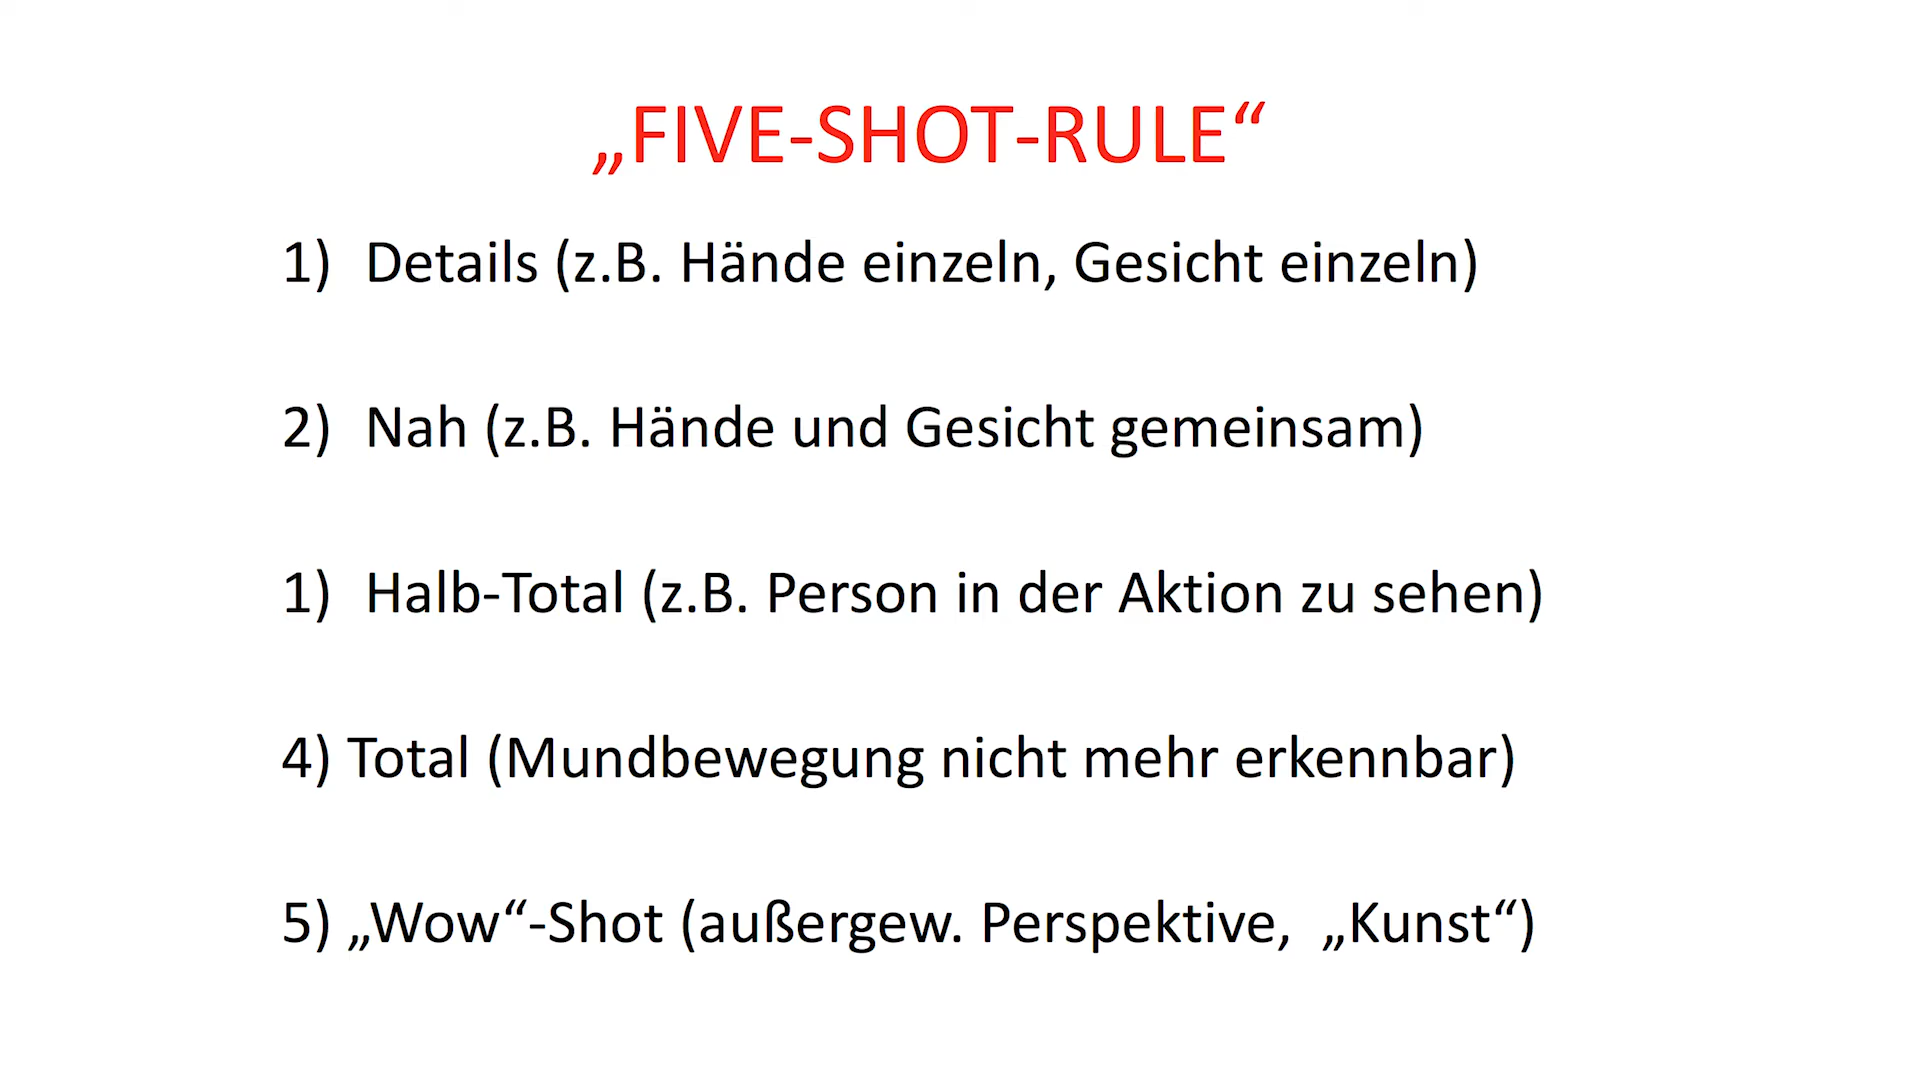 „FIVE-SHOT-RULE“
1) Details (z.B. Hände einzeln, Gesicht einzeln)
2) Nah (z.B. Hände und Gesicht gemeinsam)
1) Halb-Total (z.B. Person in der Aktion zu sehen)
4) Total (Mundbewegung nicht mehr erkennbar)
5) „Wow“-Shot (außergew. Perspektive, „Kunst“)